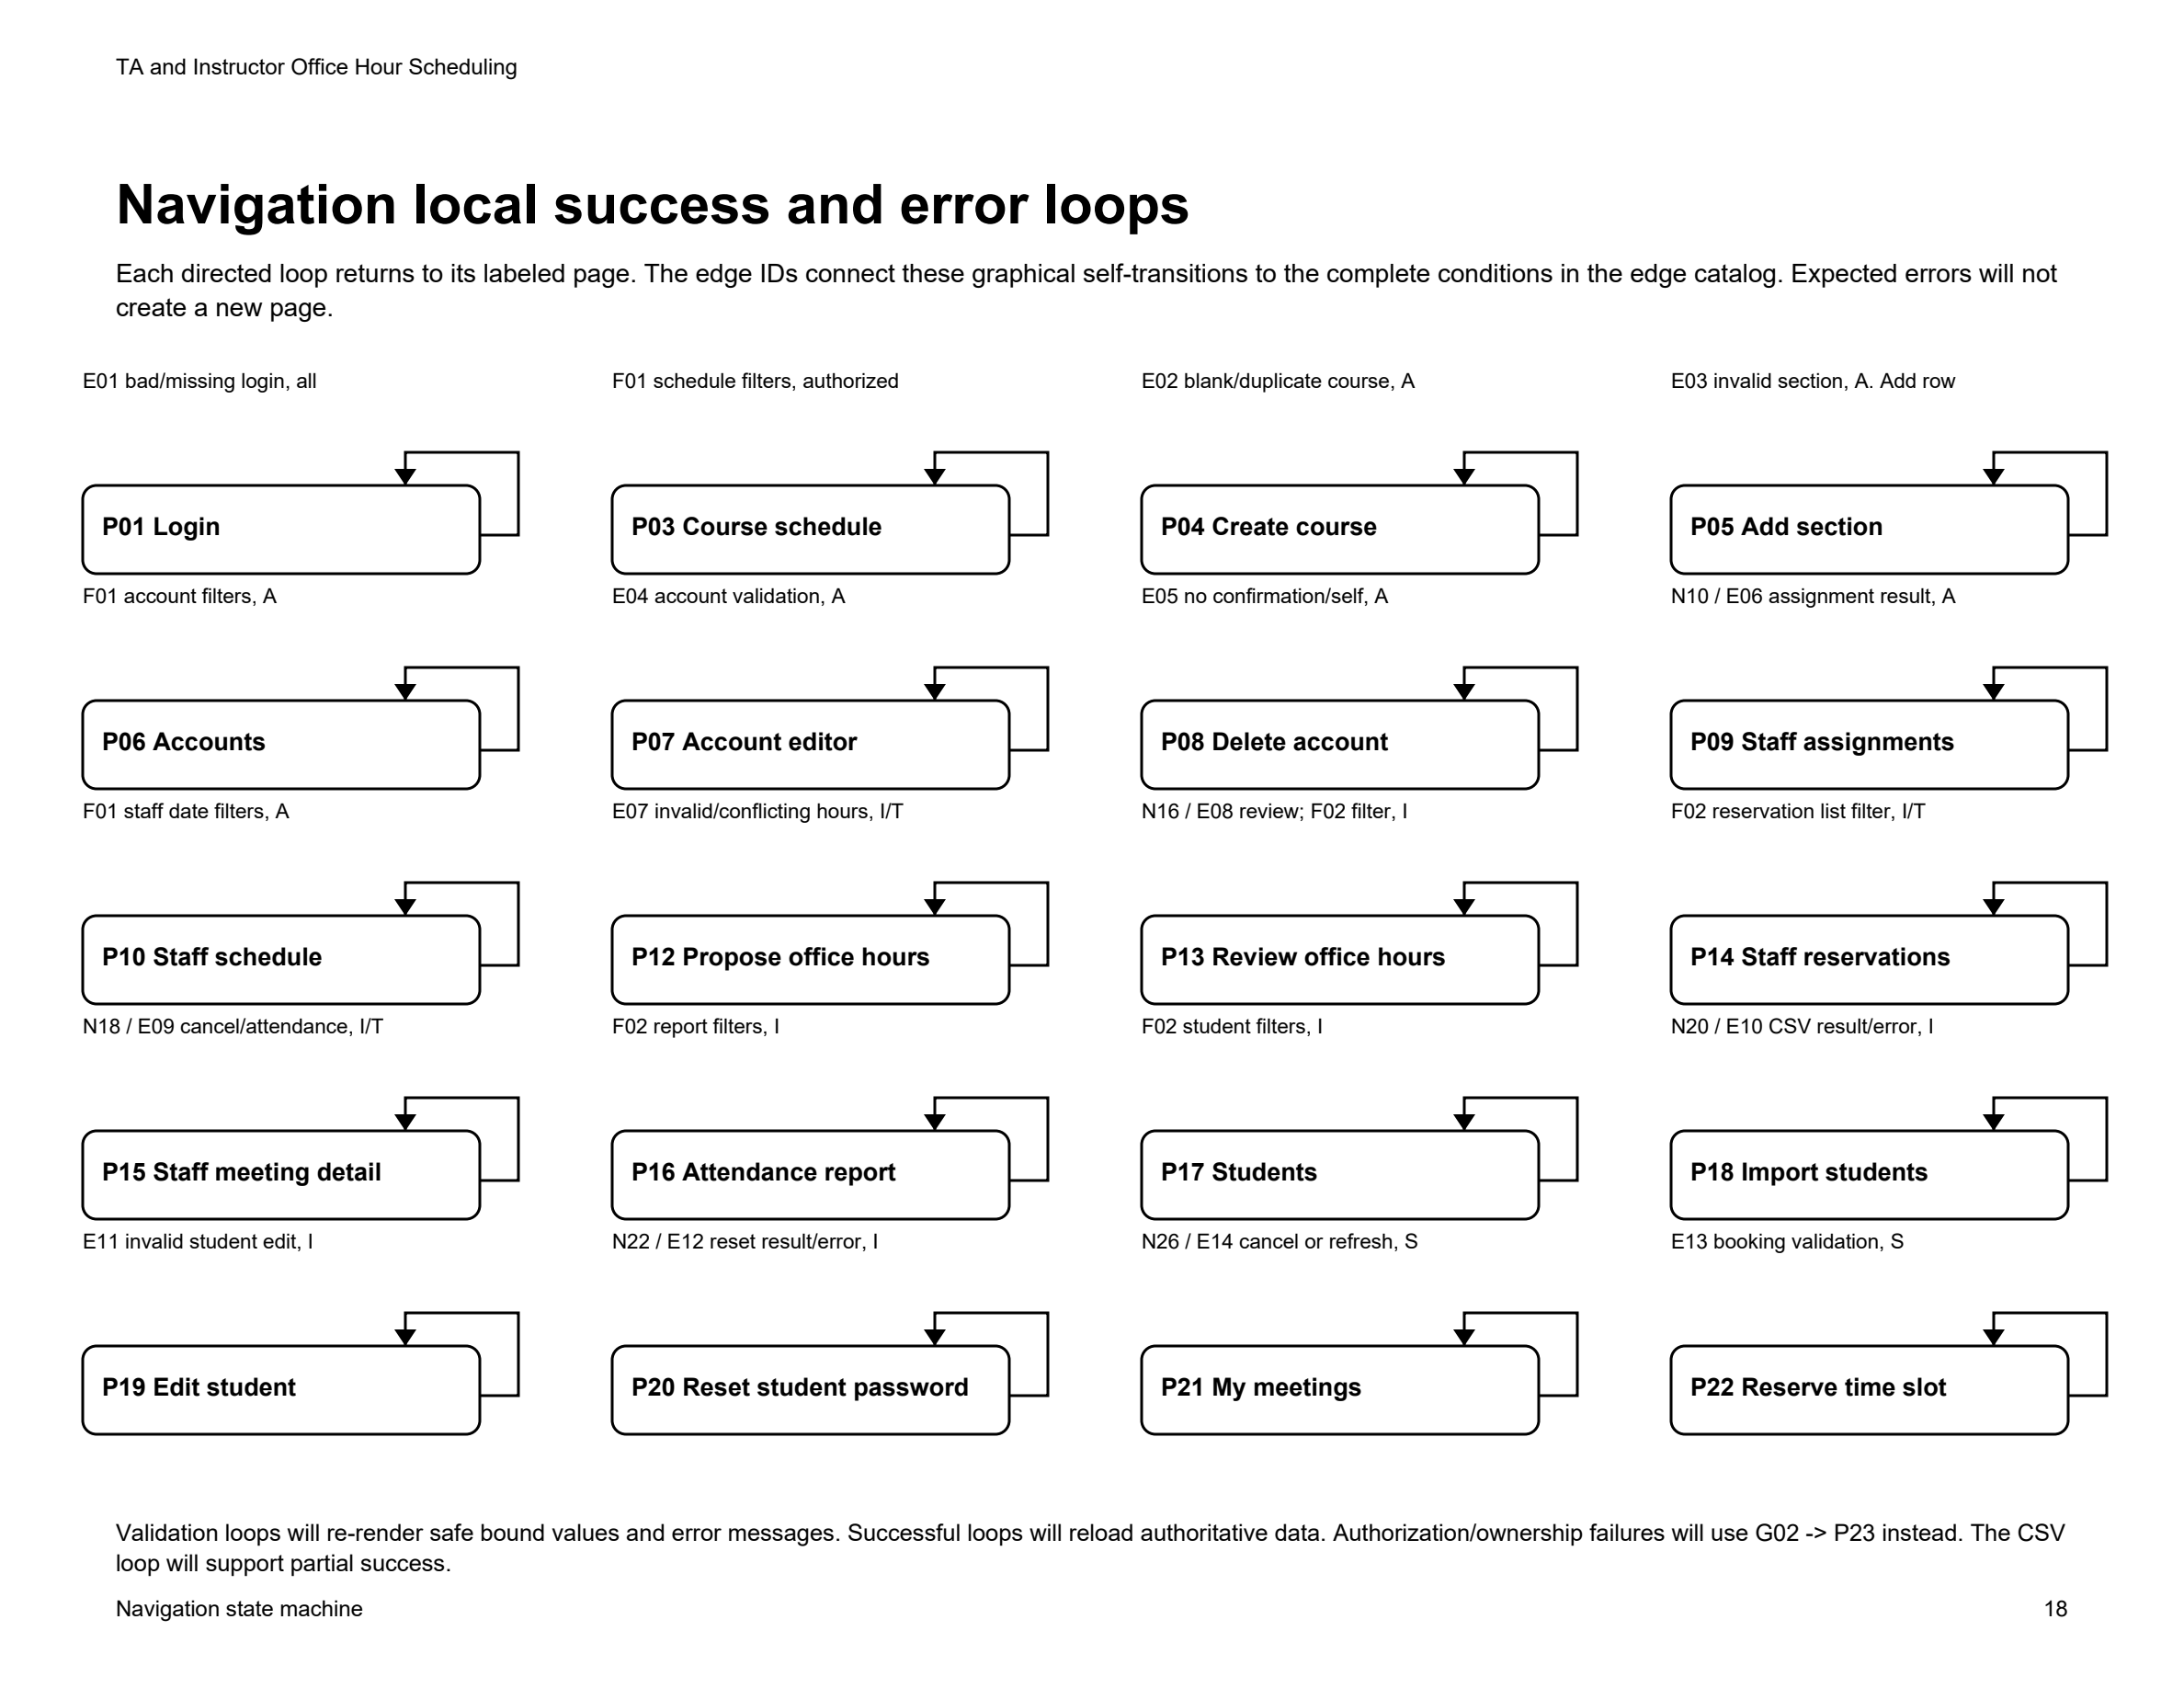 TA and Instructor Office Hour Scheduling
Navigation local success and error loops
Each directed loop returns to its labeled page. The edge IDs connect these graphical self-transitions to the complete conditions in the edge catalog. Expected errors will not
create a new page.
E01 bad/missing login, all
F01 schedule filters, authorized
E02 blank/duplicate course, A
E03 invalid section, A. Add row
P01 Login
P03 Course schedule
P04 Create course
P05 Add section
F01 account filters, A
E04 account validation, A
E05 no confirmation/self, A
N10 / E06 assignment result, A
P06 Accounts
P07 Account editor
P08 Delete account
P09 Staff assignments
F01 staff date filters, A
E07 invalid/conflicting hours, I/T
N16 / E08 review; F02 filter, I
F02 reservation list filter, I/T
P10 Staff schedule
P12 Propose office hours
P13 Review office hours
P14 Staff reservations
N18 / E09 cancel/attendance, I/T
F02 report filters, I
F02 student filters, I
N20 / E10 CSV result/error, I
P15 Staff meeting detail
P16 Attendance report
P17 Students
P18 Import students
E11 invalid student edit, I
N22 / E12 reset result/error, I
N26 / E14 cancel or refresh, S
E13 booking validation, S
P19 Edit student
P20 Reset student password
P21 My meetings
P22 Reserve time slot
Validation loops will re-render safe bound values and error messages. Successful loops will reload authoritative data. Authorization/ownership failures will use G02 -> P23 instead. The CSV
loop will support partial success.
Navigation state machine
18